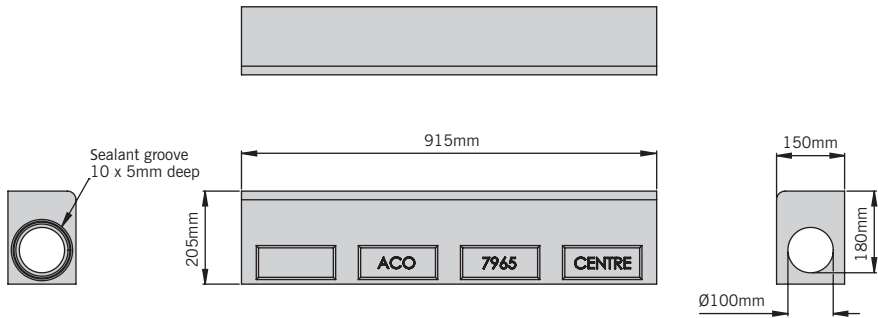 915mm
150mm
Sealant groove
10 x 5mm deep
205mm
180mm
ACO
7965
CENTRE
Ø100mm